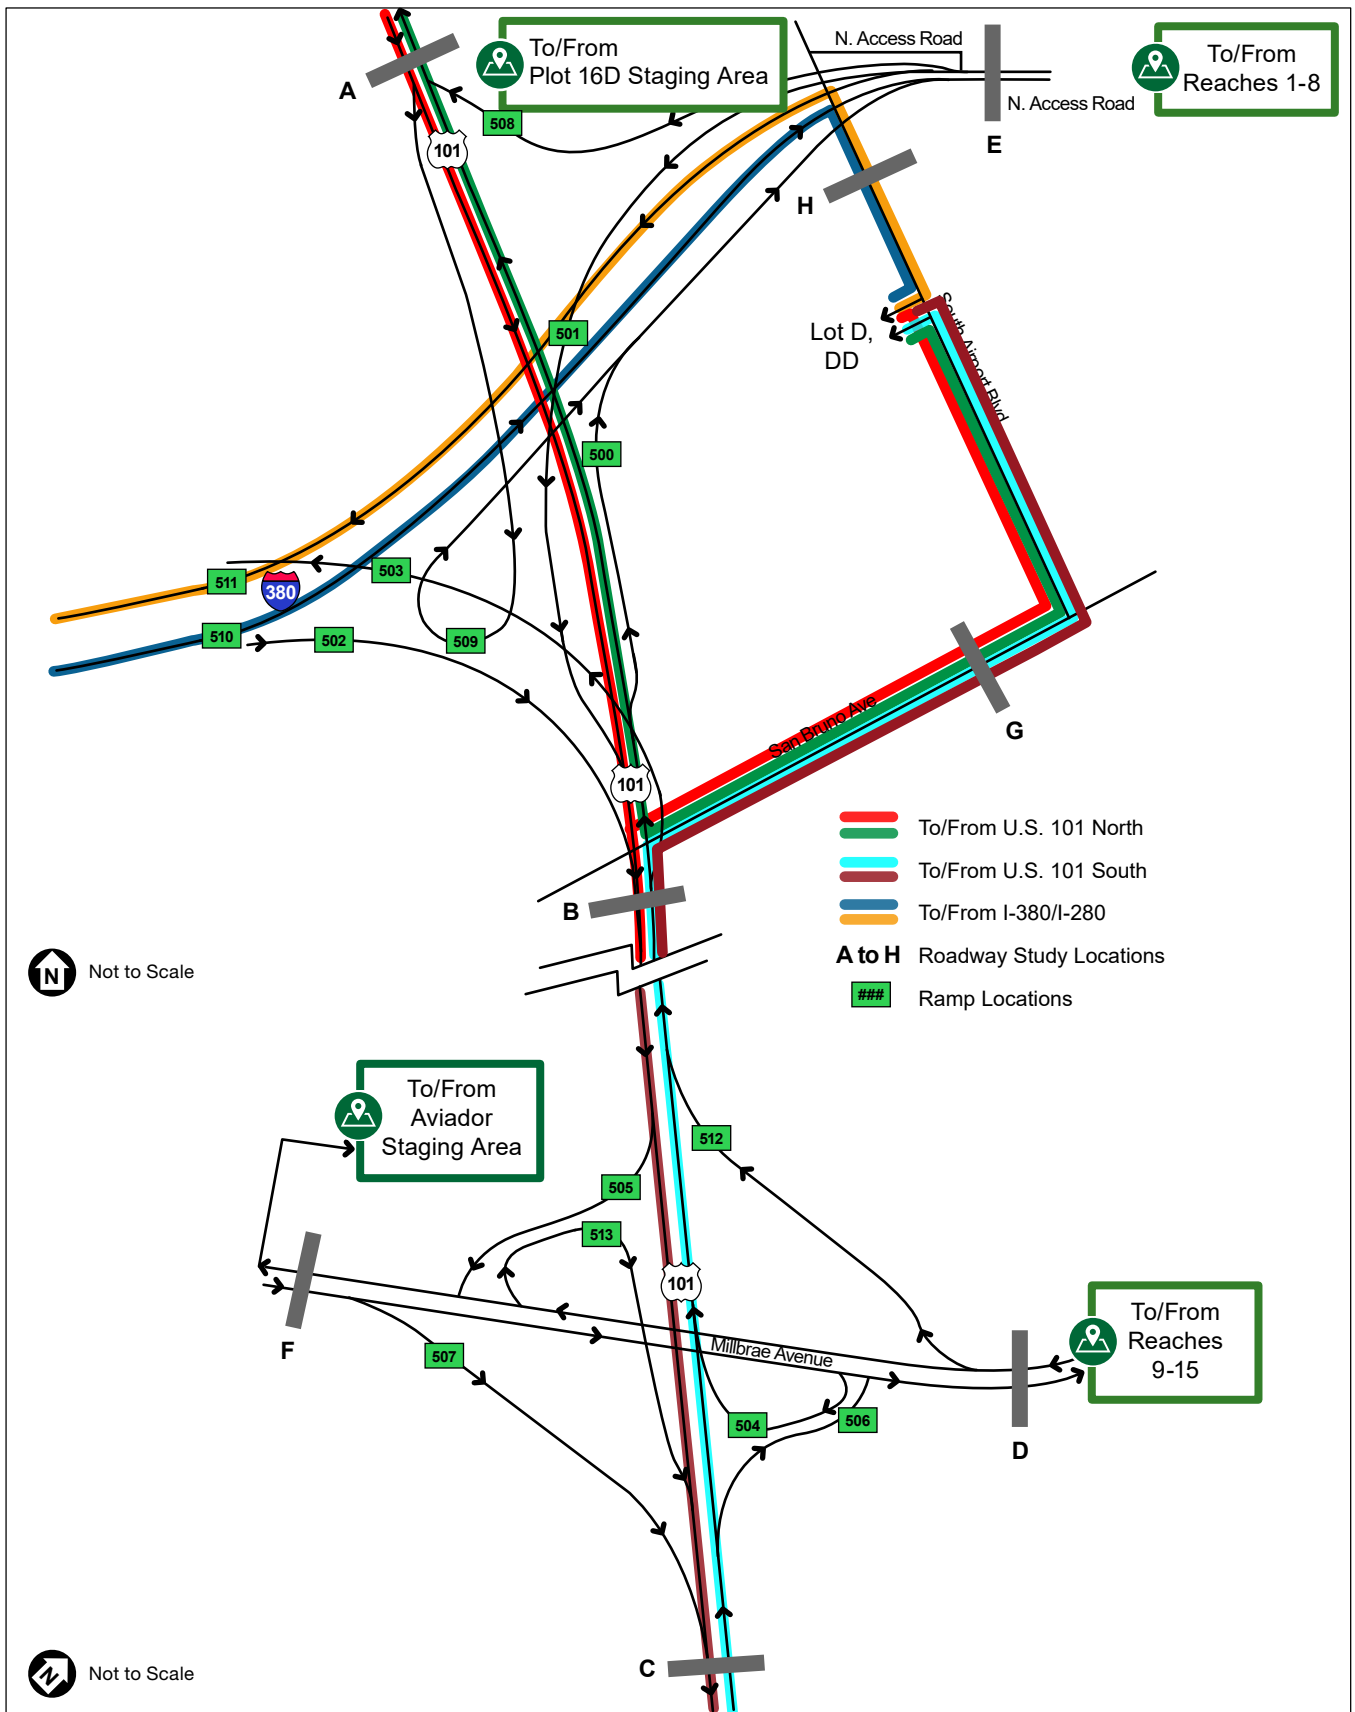 To/From
Plot 16D Staging Area
N. Access Road
To/From
Reaches 1-8
A
N. Access Road
508
E
101
H
South Airport Blvd
Lot D,
DD
501
500
503
511
380
510
502
509
San Bruno Ave
G
101
To/From U.S. 101 North
To/From U.S. 101 South
B
To/From I-380/I-280
A to H Roadway Study Locations
N Not to Scale
### Ramp Locations
To/From
Aviador
Staging Area
512
505
513
101
To/From
Reaches
9-15
F
Millbrae Avenue
507
504
506
D
C
N Not to Scale